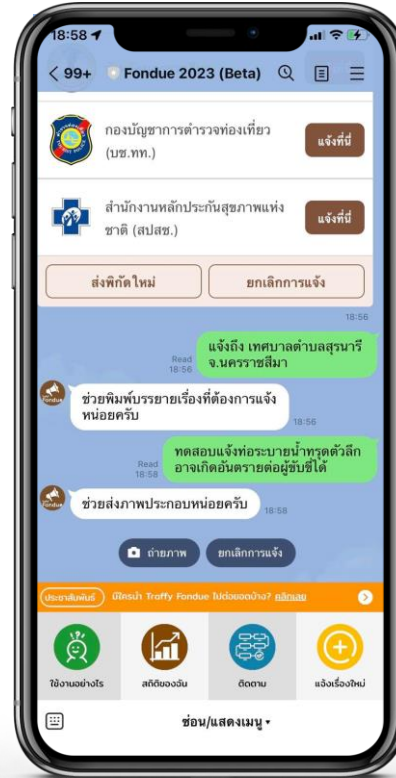 18:58
99+ Fondue 2023 (Beta)
กองบัญชาการตำรวจท่องเที่ยว
(บช.ทท.)
แจ้งที่นี่
สำนักงานหลักประกันสุขภาพแห่ง
ชาติ (สปสช.)
แจ้งที่นี่
ส่งพิกัดใหม่ ยกเลิกการแจ้ง
18:56
แจ้งถึง เทศบาลตำบลสุรนารี
จ.นครราชสีมา
Read
18:56
ช่วยพิมพ์บรรยายเรื่องที่ต้องการแจ้ง
หน่อยครับ
18:56
Fondue
ทดสอบแจ้งท่อระบายน้ำทรุดตัวลึก
อาจเกิดอันตรายต่อผู้ขับขี่ได้
Read
18:58
ช่วยส่งภาพประกอบหน่อยครับ
18:58
Fondue
ถ่ายภาพ ยกเลิกการแจ้ง
ประชาสัมพันธ์ มีใครนำ Traffy Fondue ไปต่อยอดบ้าง? คลิกเลย
ใช้งานอย่างไร สถิติของฉัน ติดตาม แจ้งเรื่องใหม่
ซ่อน/แสดงเมนู